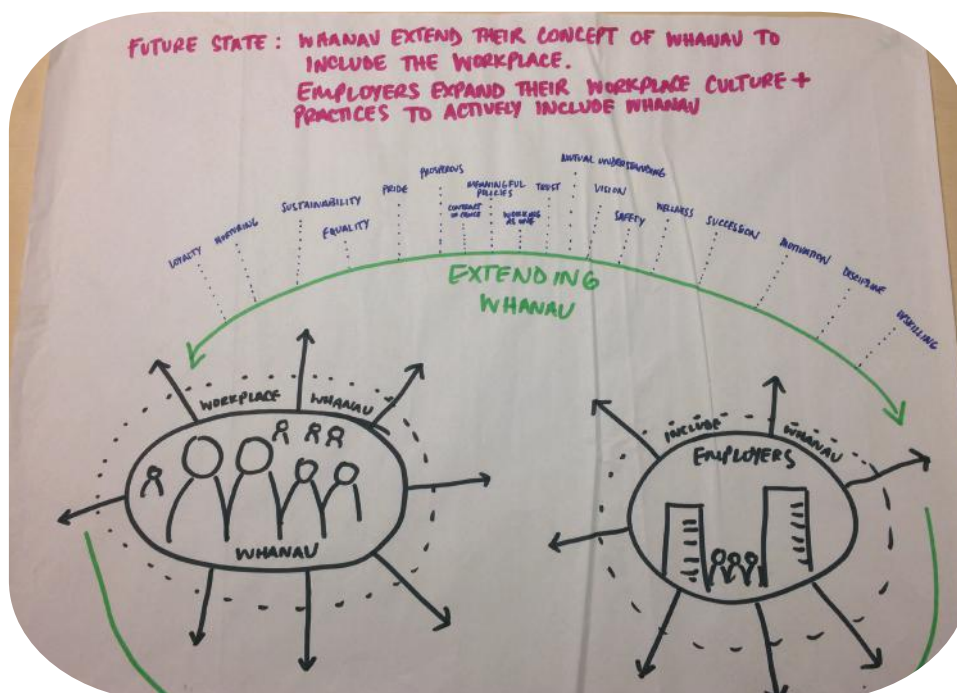 FUTURE STATE : WHANAU EXTEND THEIR CONCEPT OF WHANAU TO
INCLUDE THE WORKPLACE.
EMPLOYERS EXPAND THEIR WORKPLACE CULTURE +
PRACTICES TO ACTIVELY INCLUDE WHANAU
LOYALTY
NURTURING
SUSTAINABILITY
EQUALITY
PRIDE
PROSPEROUS
MEANINGFUL
POLICIES
WORKING
AS ONE
TRUST
MUTUAL UNDERSTANDING
VISION
SAFETY
WELLNESS
SUCCESSION
MOTIVATION
DISCIPLINE
UPSKILLING
EXTENDING
WHANAU
WORKPLACE WHANAU
WHANAU
INCLUDE WHANAU
EMPLOYERS